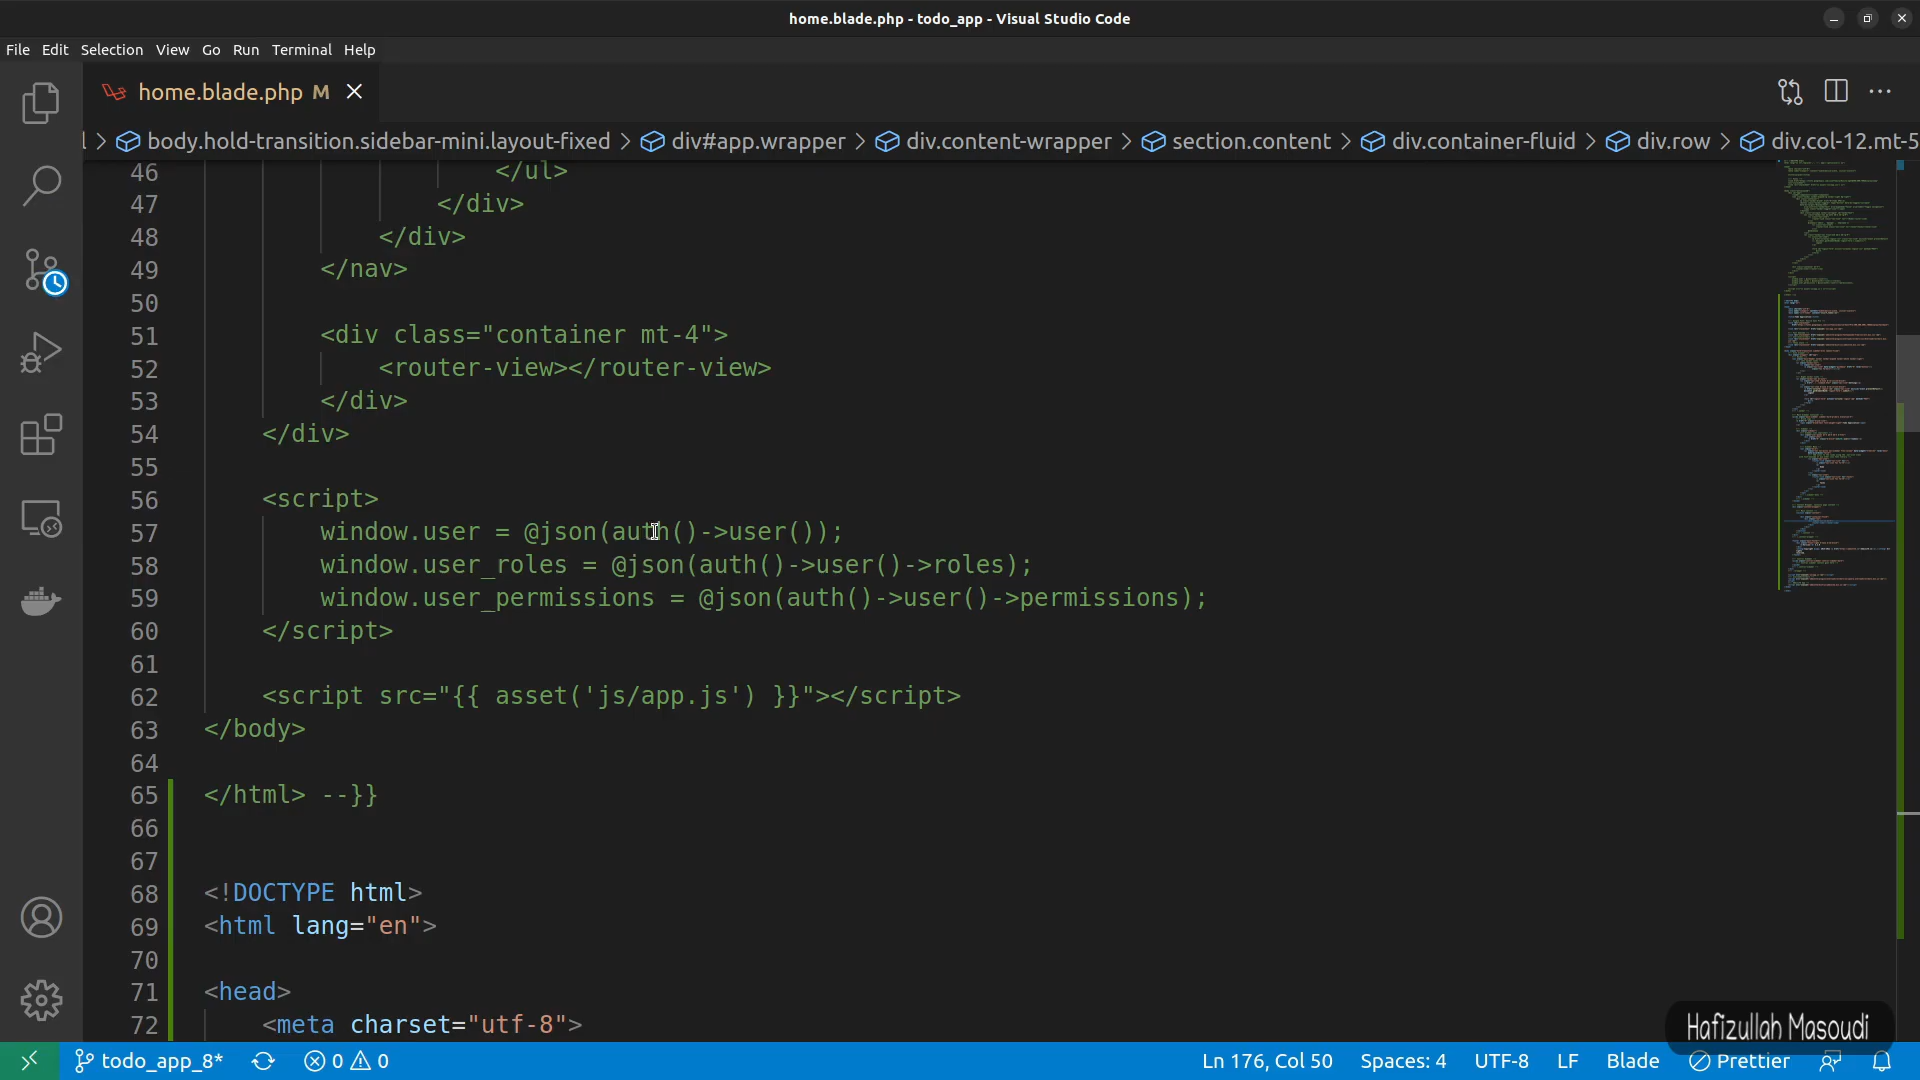 home.blade.php - todo_app - Visual Studio Code
File Edit Selection View Go Run Terminal Help
home.blade.php M
body.hold-transition.sidebar-mini.layout-fixed > div#app.wrapper > div.content-wrapper > section.content > div.container-fluid > div.row > div.col-12.mt-5
46 </ul>
47 </div>
48 </div>
49 </nav>
50
51 <div class="container mt-4">
52 <router-view></router-view>
53 </div>
54 </div>
55
56 <script>
57 window.user = @json(auth()->user());
58 window.user_roles = @json(auth()->user()->roles);
59 window.user_permissions = @json(auth()->user()->permissions);
60 </script>
61
62 <script src="{{ asset('js/app.js') }}"></script>
63 </body>
64
65 </html> --}}
66
67
68 <!DOCTYPE html>
69 <html lang="en">
70
71 <head>
72 <meta charset="utf-8">
Hafizullah Masoudi
todo_app_8* 0 0 Ln 176, Col 50 Spaces: 4 UTF-8 LF Blade Prettier